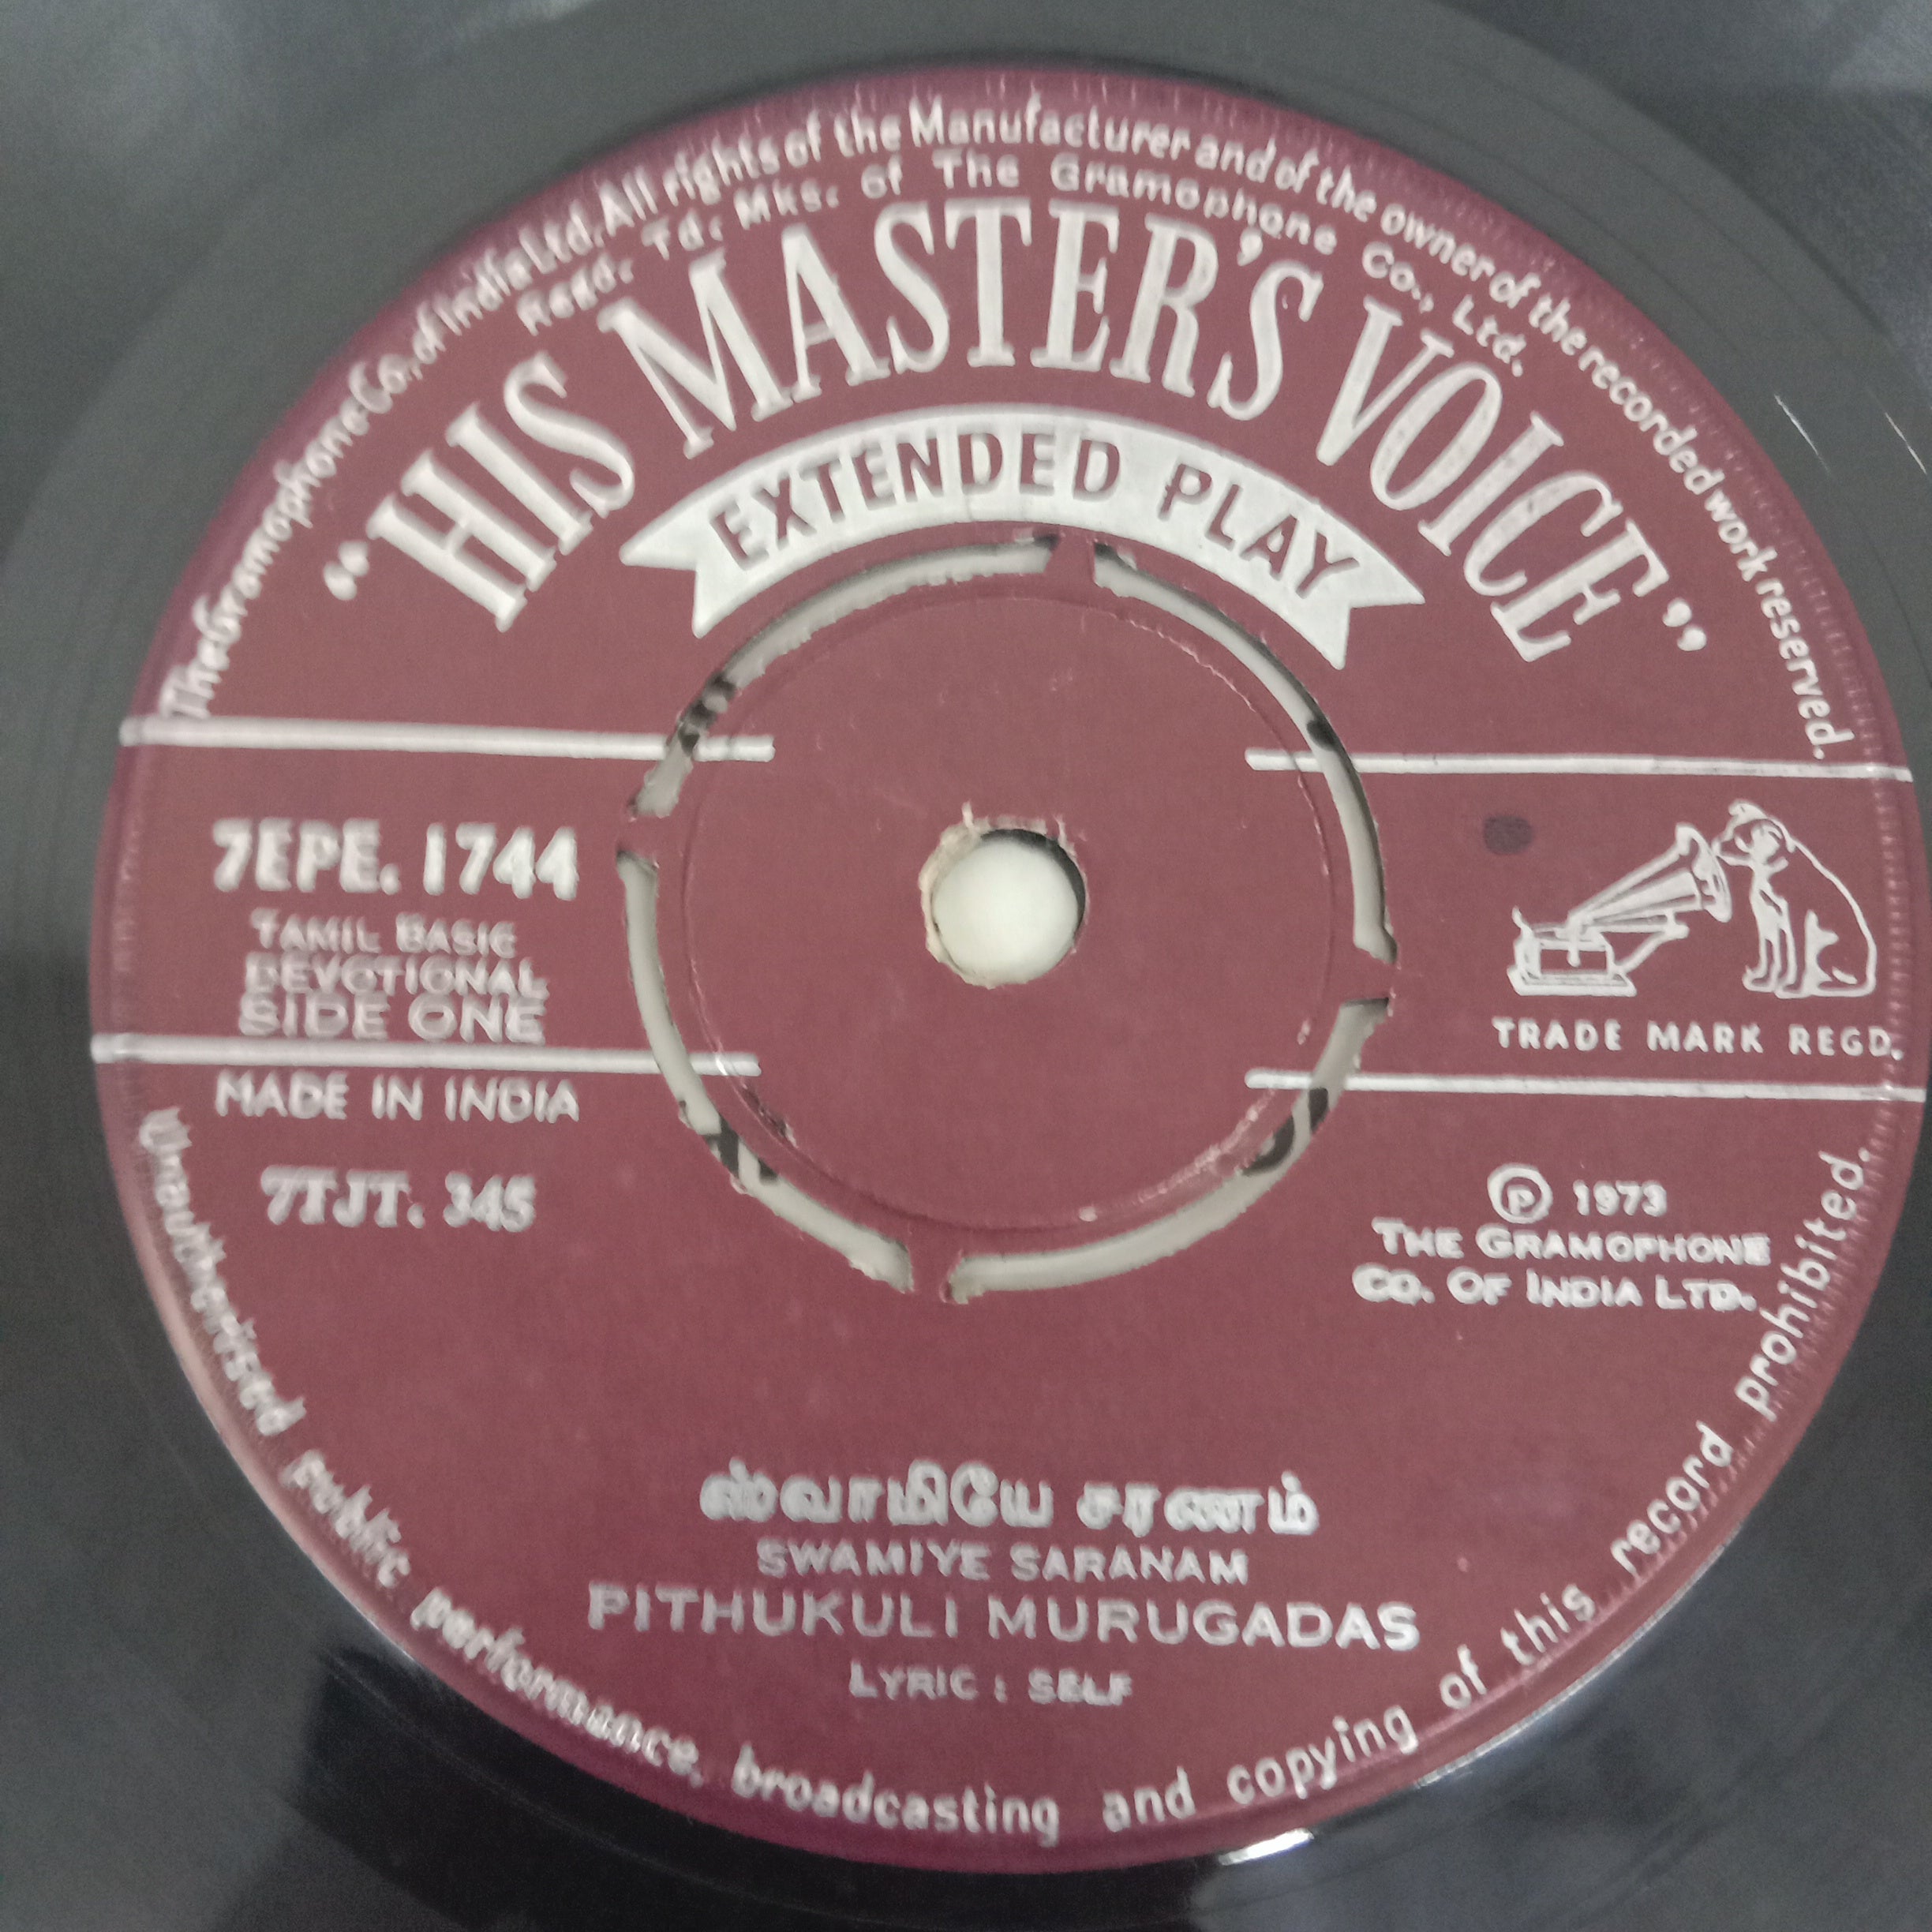 The Gramophone Co., of India Ltd. All rights of the Manufacturer and of the owner of the recorded work reserved.
Regd. Td. Mks. of The Gramophone Co., Ltd.
“HIS MASTER'S VOICE”
EXTENDED PLAY
7EPE. 1744
TAMIL BASIC
DEVOTIONAL
SIDE ONE
TRADE MARK REGD.
MADE IN INDIA
7TJT. 345
℗ 1973
THE GRAMOPHONE
CO. OF INDIA LTD.
ஸ்வாமியே சரணம்
SWAMIYE SARANAM
PITHUKULI MURUGADAS
LYRIC : SELF
Unauthorised public performance, broadcasting and copying of this record prohibited.